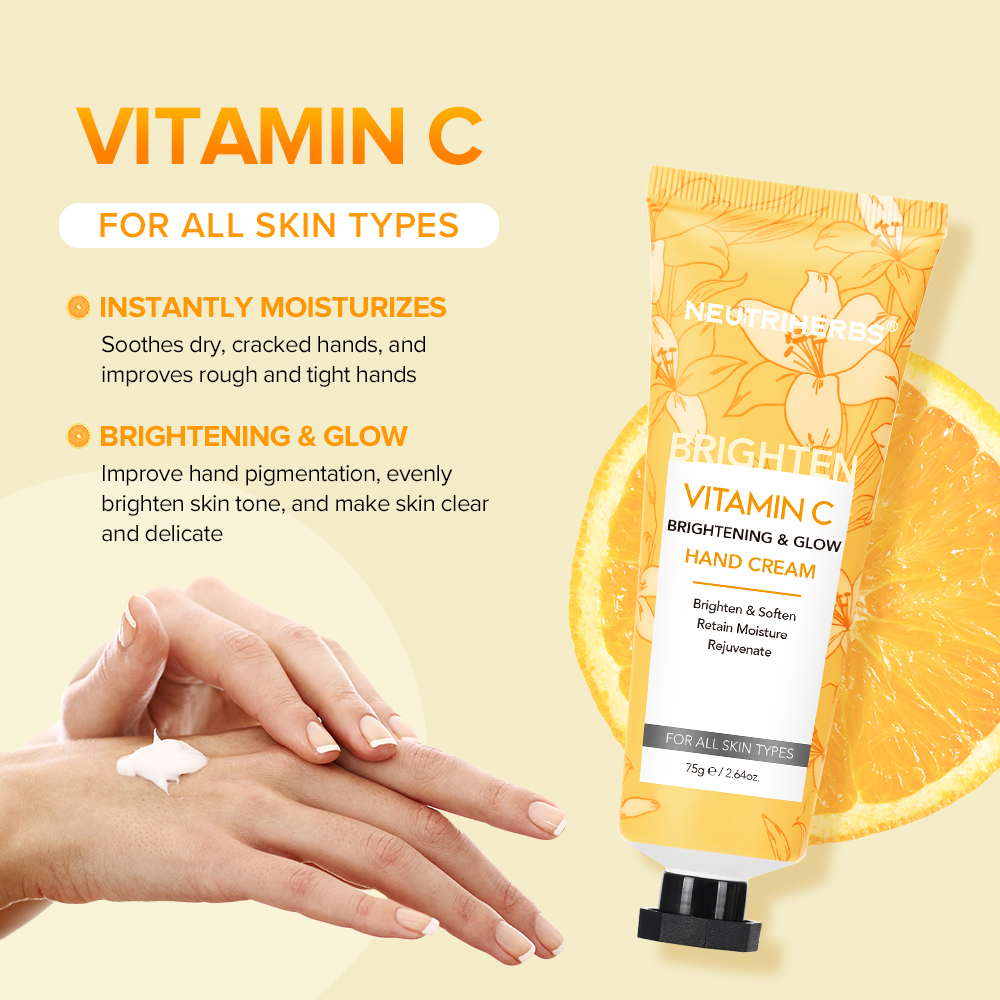 VITAMIN C
FOR ALL SKIN TYPES
INSTANTLY MOISTURIZES
Soothes dry, cracked hands, and
improves rough and tight hands
BRIGHTENING & GLOW
Improve hand pigmentation, evenly
brighten skin tone, and make skin clear
and delicate
NEUTRIHERBS®
BRIGHTEN
VITAMIN C
BRIGHTENING & GLOW
HAND CREAM
Brighten & Soften
Retain Moisture
Rejuvenate
FOR ALL SKIN TYPES
75g ℮ / 2.64oz.